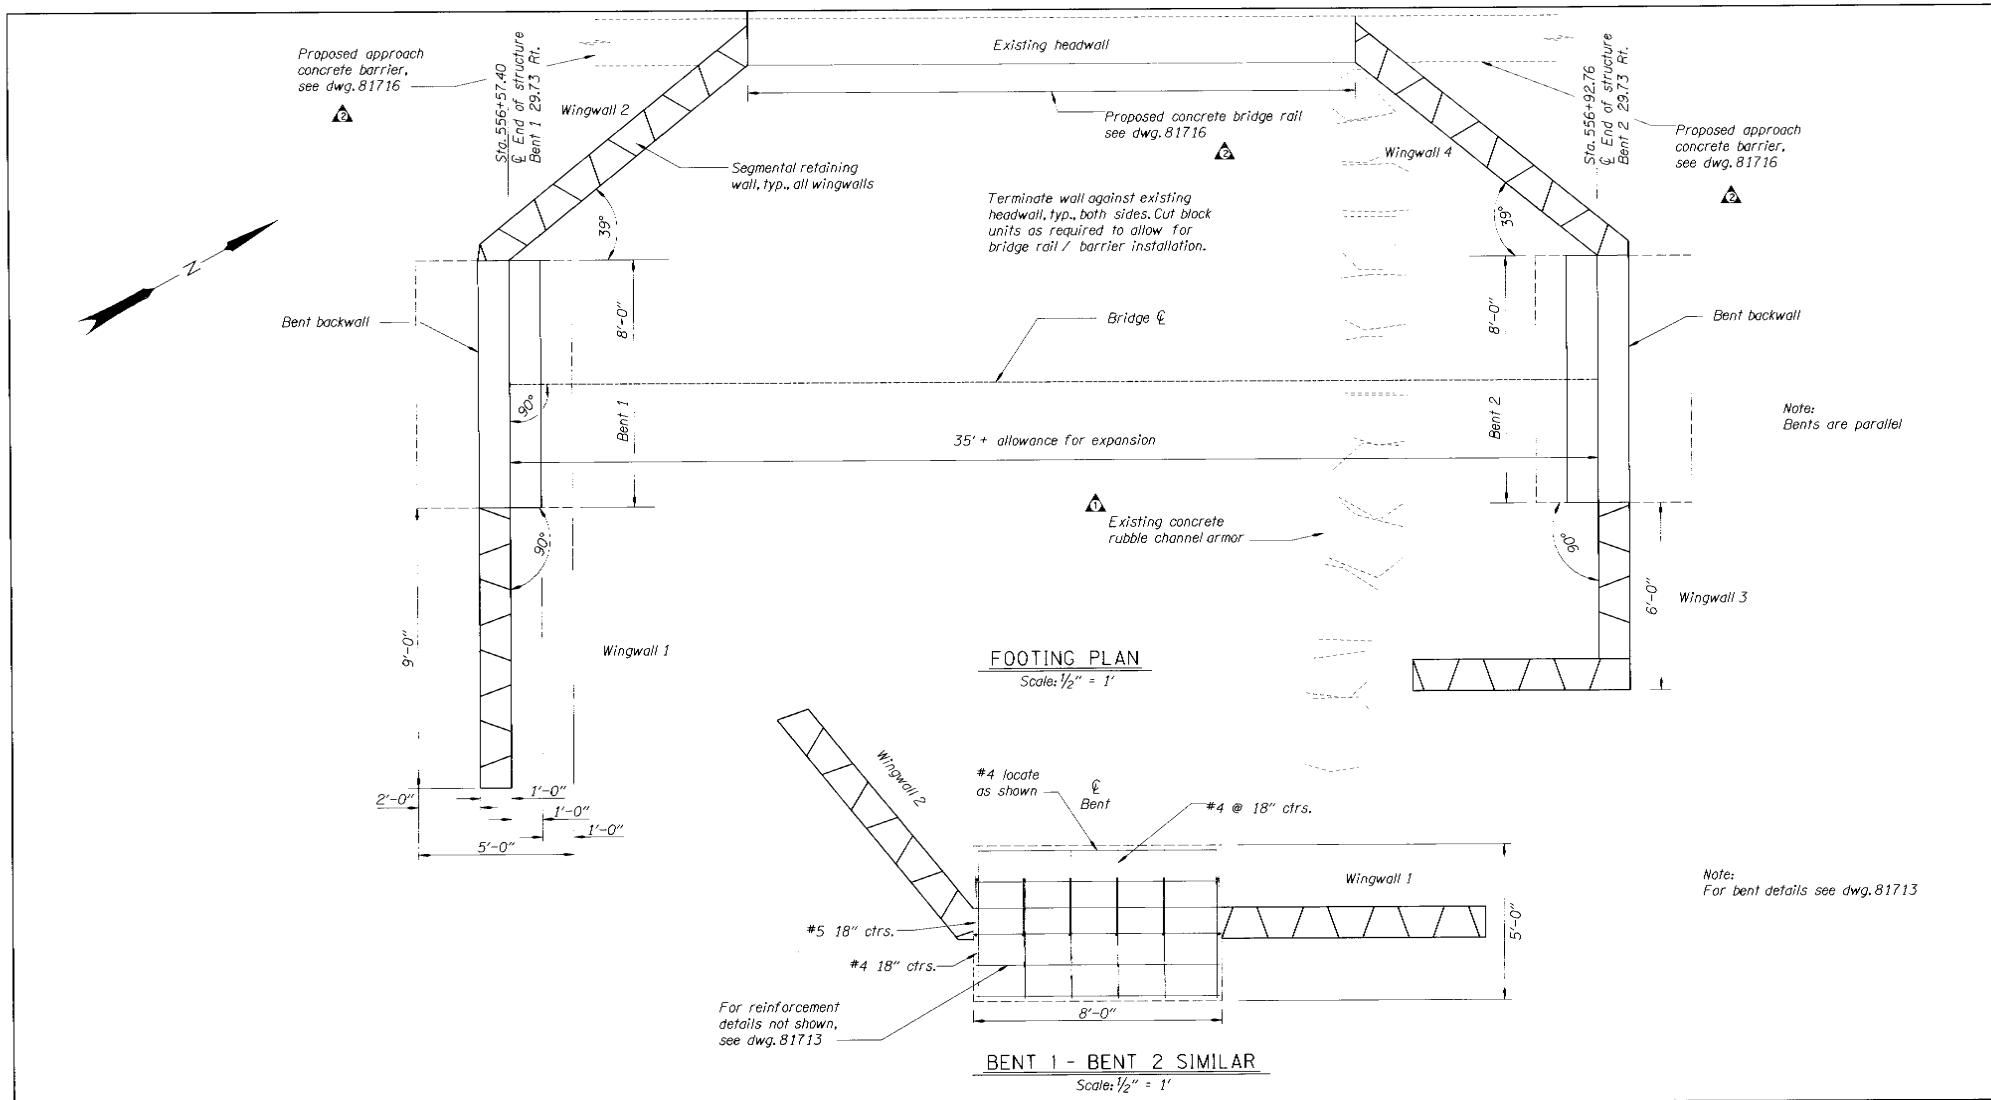 Proposed approach
concrete barrier,
see dwg. 81716
2
Sta. 556+57.40
℄ End of structure
Bent 1 29.73 Rt.
Wingwall 2
Existing headwall
Proposed concrete bridge rail
see dwg. 81716
2
Segmental retaining
wall, typ., all wingwalls
Terminate wall against existing
headwall, typ., both sides. Cut block
units as required to allow for
bridge rail / barrier installation.
Wingwall 4
Sta. 556+92.76
℄ End of structure
Bent 2 29.73 Rt.
Proposed approach
concrete barrier,
see dwg. 81716
2
39°
39°
N
Bent backwall
8'-0"
Bridge ℄
8'-0"
Bent backwall
90°
Bent 1
35' + allowance for expansion
Bent 2
Note:
Bents are parallel
1
Existing concrete
rubble channel armor
90°
90°
9'-0"
Wingwall 1
6'-0"
Wingwall 3
FOOTING PLAN
Scale: 1/2" = 1'
2'-0"
1'-0"
1'-0"
1'-0"
5'-0"
Wingwall 2
#4 locate
as shown
℄
Bent
#4 @ 18" ctrs.
Wingwall 1
5'-0"
Note:
For bent details see dwg. 81713
#5 18" ctrs.
#4 18" ctrs.
For reinforcement
details not shown,
see dwg. 81713
8'-0"
BENT 1 - BENT 2 SIMILAR
Scale: 1/2" = 1'